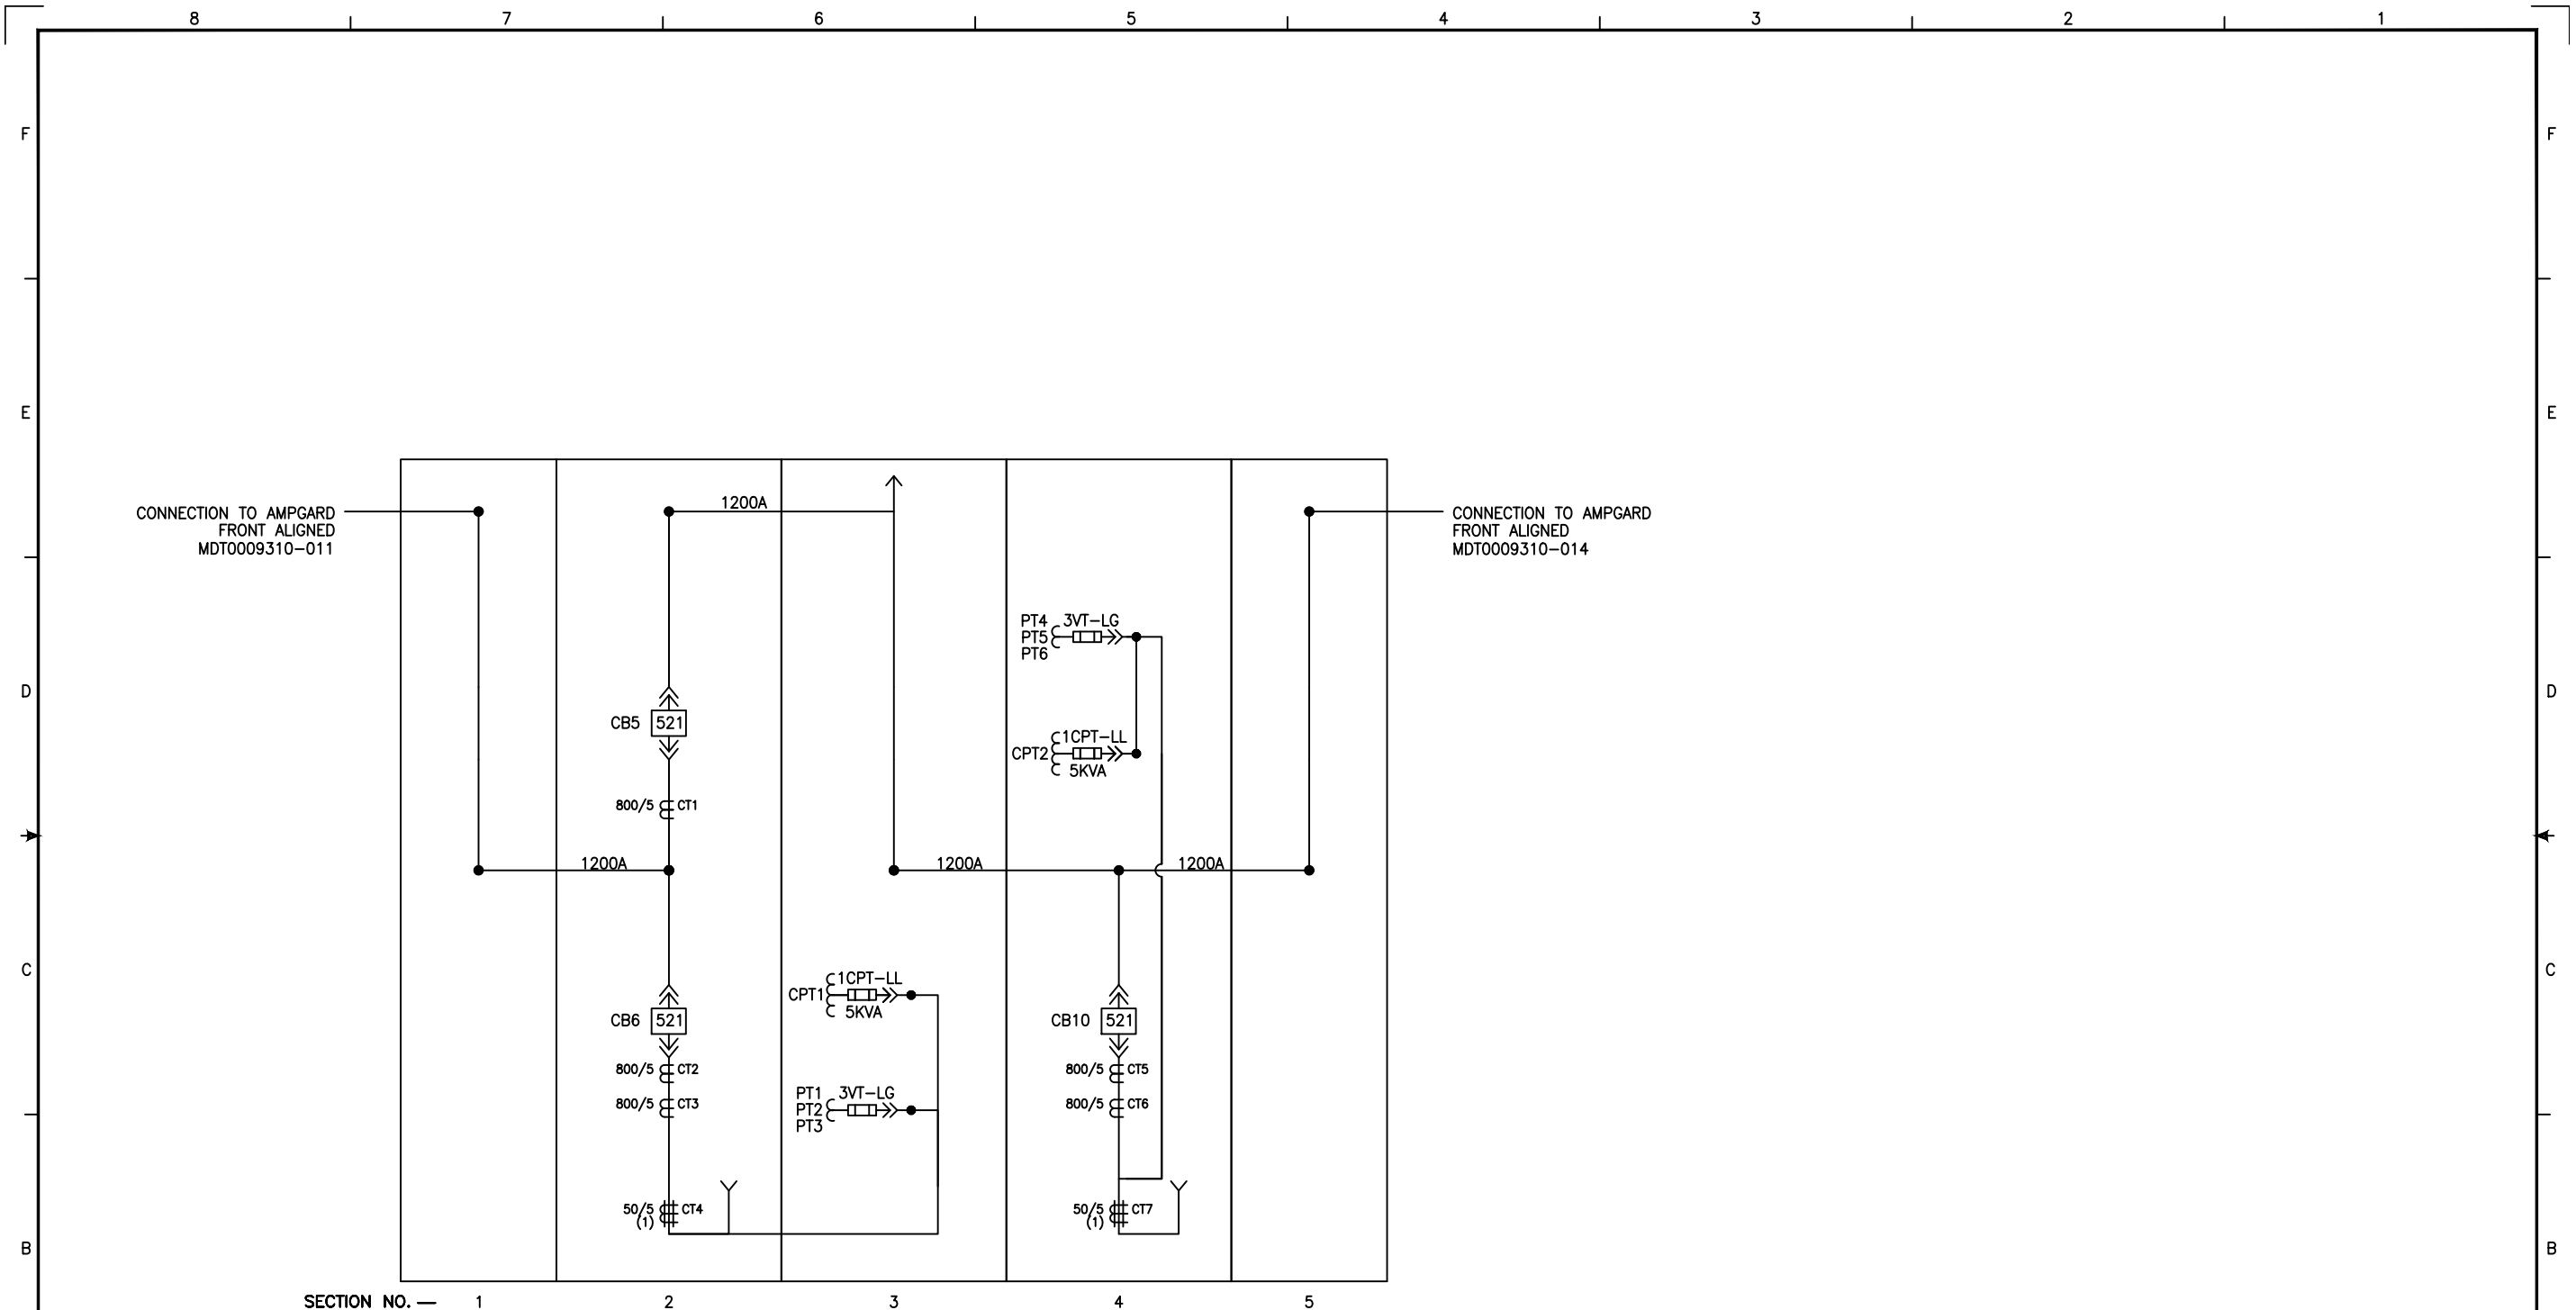 8 7 6 5 4 3 2 1
F F
E E
CONNECTION TO AMPGARD
FRONT ALIGNED
MDT0009310-011
1200A
CONNECTION TO AMPGARD
FRONT ALIGNED
MDT0009310-014
PT4 3VT-LG
PT5
PT6
D D
CB5 521
1CPT-LL
CPT2
5KVA
800/5 CT1
1200A 1200A 1200A
C C
1CPT-LL
CPT1
5KVA
CB6 521
CB10 521
800/5 CT2
800/5 CT5
800/5 CT3
800/5 CT6
PT1 3VT-LG
PT2
PT3
50/5 CT4
(1)
50/5 CT7
(1)
B B
SECTION NO. — 1 2 3 4 5